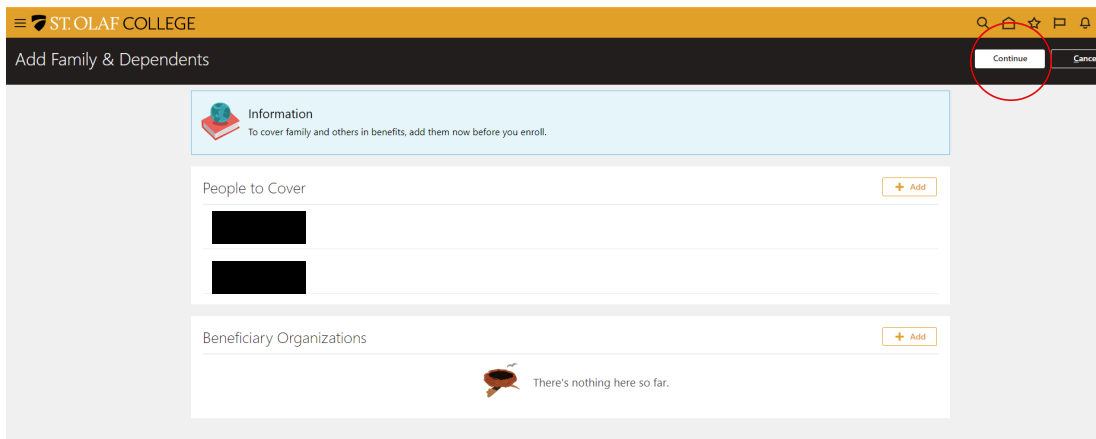 ST. OLAF COLLEGE
Add Family & Dependents
Continue
Cance
Information
To cover family and others in benefits, add them now before you enroll.
People to Cover
+ Add
Beneficiary Organizations
+ Add
There's nothing here so far.